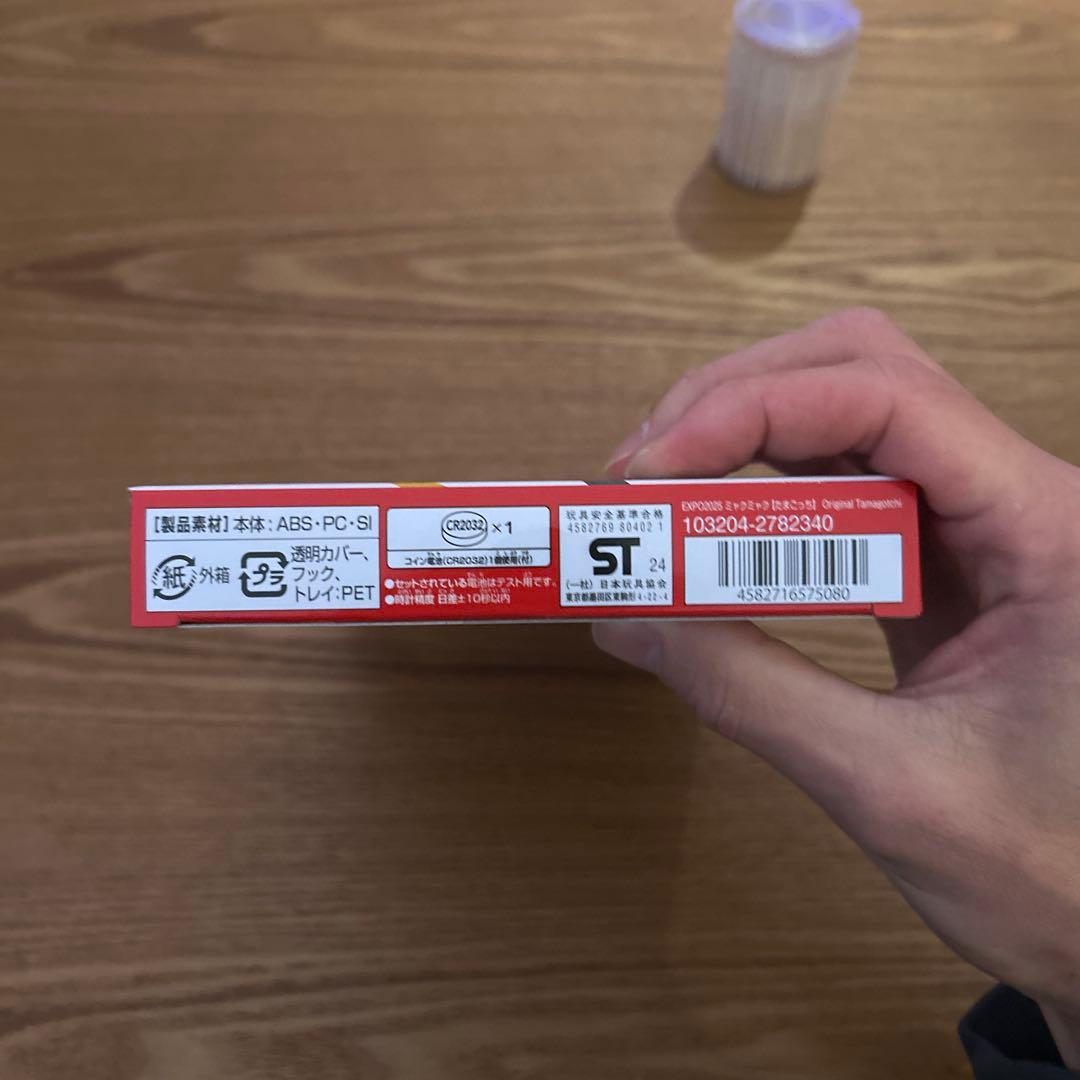 【製品素材】本体：ABS・PC・SI
紙 外箱
プラ
透明カバー、
フック、
トレイ：PET
CR2032 ×1
コイン電池(CR2032)1個使用(付)
●セットされている電池はテスト用です。
●時計精度 日差±10秒以内
玩具安全基準合格
4582769 80402 1
ST 24
(一社) 日本玩具協会
東京都墨田区東駒形4-22-4
EXPO2025 ミャクミャク【たまごっち】 Original Tamagotchi
103204-2782340
4582716575080